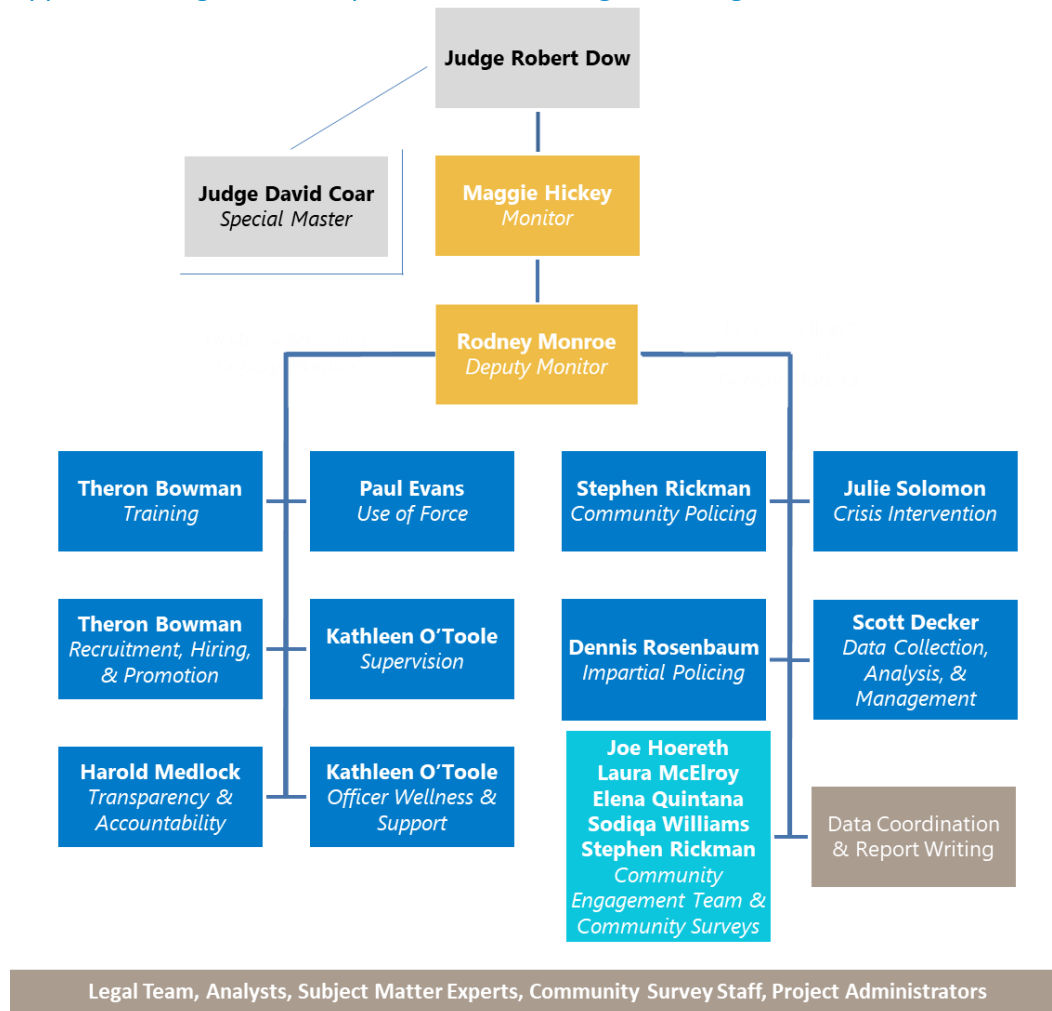 Judge Robert Dow
Judge David Coar
Special Master
Maggie Hickey
Monitor
Rodney Monroe
Deputy Monitor
Theron Bowman
Training
Paul Evans
Use of Force
Stephen Rickman
Community Policing
Julie Solomon
Crisis Intervention
Theron Bowman
Recruitment, Hiring,
& Promotion
Kathleen O’Toole
Supervision
Dennis Rosenbaum
Impartial Policing
Scott Decker
Data Collection,
Analysis, &
Management
Harold Medlock
Transparency &
Accountability
Kathleen O’Toole
Officer Wellness &
Support
Joe Hoereth
Laura McElroy
Elena Quintana
Sodiqa Williams
Stephen Rickman
Community
Engagement Team &
Community Surveys
Data Coordination
& Report Writing
Legal Team, Analysts, Subject Matter Experts, Community Survey Staff, Project Administrators